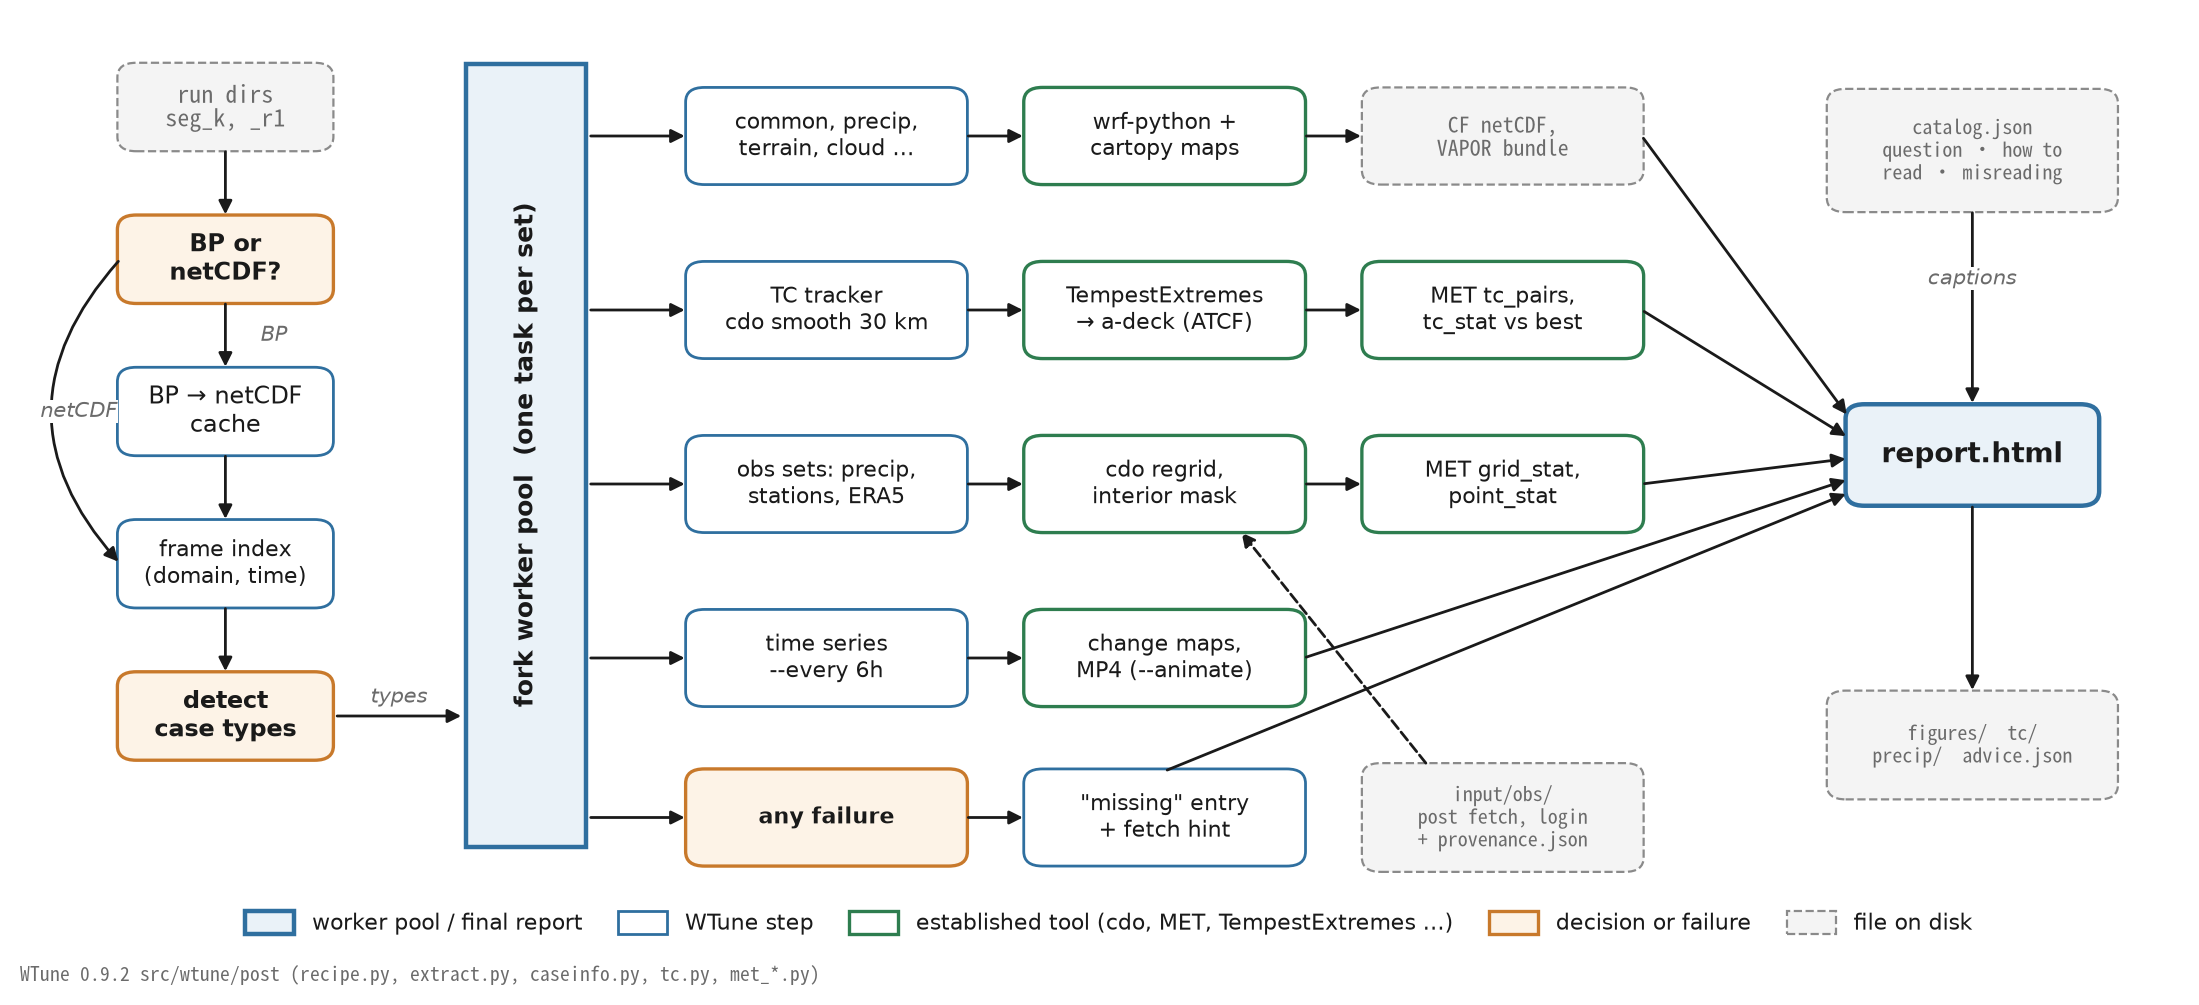 run dirs
seg_k, _r1
BP or
netCDF?
BP
netCDF
BP → netCDF
cache
frame index
(domain, time)
detect
case types
types
fork worker pool  (one task per set)
common, precip,
terrain, cloud …
wrf-python +
cartopy maps
CF netCDF,
VAPOR bundle
TC tracker
cdo smooth 30 km
TempestExtremes
→ a-deck (ATCF)
MET tc_pairs,
tc_stat vs best
obs sets: precip,
stations, ERA5
cdo regrid,
interior mask
MET grid_stat,
point_stat
time series
--every 6h
change maps,
MP4 (--animate)
any failure
"missing" entry
+ fetch hint
input/obs/
post fetch, login
+ provenance.json
catalog.json
question • how to
read • misreading
captions
report.html
figures/  tc/
precip/  advice.json
worker pool / final report
WTune step
established tool (cdo, MET, TempestExtremes …)
decision or failure
file on disk
WTune 0.9.2 src/wtune/post (recipe.py, extract.py, caseinfo.py, tc.py, met_*.py)